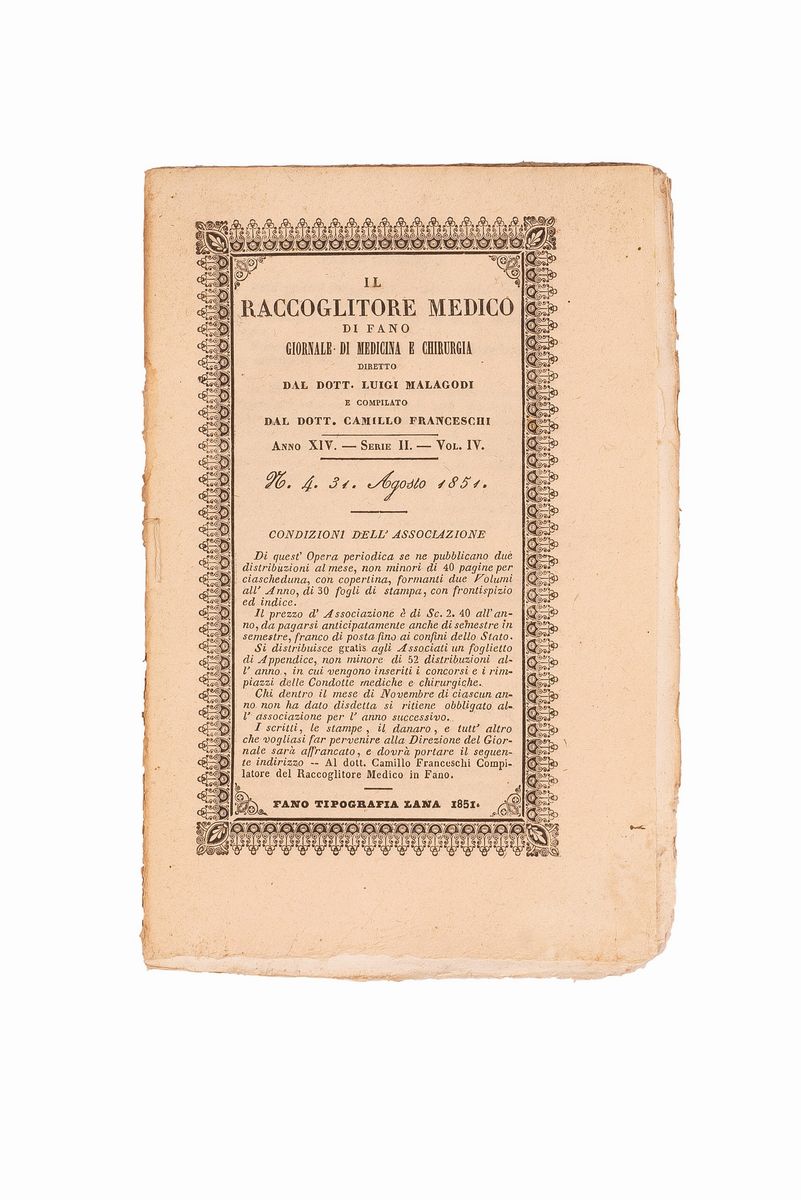 IL
RACCOGLITORE MEDICO
DI FANO
GIORNALE DI MEDICINA E CHIRURGIA
DIRETTO
DAL DOTT. LUIGI MALAGODI
E COMPILATO
DAL DOTT. CAMILLO FRANCESCHI
ANNO XIV. — SERIE II. — VOL. IV.
N. 4. 31. Agosto 1851.
CONDIZIONI DELL' ASSOCIAZIONE
Di quest' Opera periodica se ne pubblicano due
distribuzioni al mese, non minori di 40 pagine per
ciascheduna, con copertina, formanti due Volumi
all' Anno, di 30 fogli di stampa, con frontispizio
ed indice.
Il prezzo d' Associazione è di Sc. 2. 40 all'an-
no, da pagarsi anticipatamente anche di semestre in
semestre, franco di posta fino ai confini dello Stato.
Si distribuisce gratis agli Associati un foglietto
di Appendice, non minore di 52 distribuzioni al-
l' anno, in cui vengono inseriti i concorsi e i rim-
piazzi delle Condotte mediche e chirurgiche.
Chi dentro il mese di Novembre di ciascun an-
no non ha dato disdetta si ritiene obbligato al-
l' associazione per l' anno successivo.
I scritti, le stampe, il danaro, e tutt' altro
che vogliasi far pervenire alla Direzione del Gior-
nale sarà affrancato, e dovrà portare il seguen-
te indirizzo -- Al dott. Camillo Franceschi Compi-
latore del Raccoglitore Medico in Fano.
FANO TIPOGRAFIA LANA 1851.